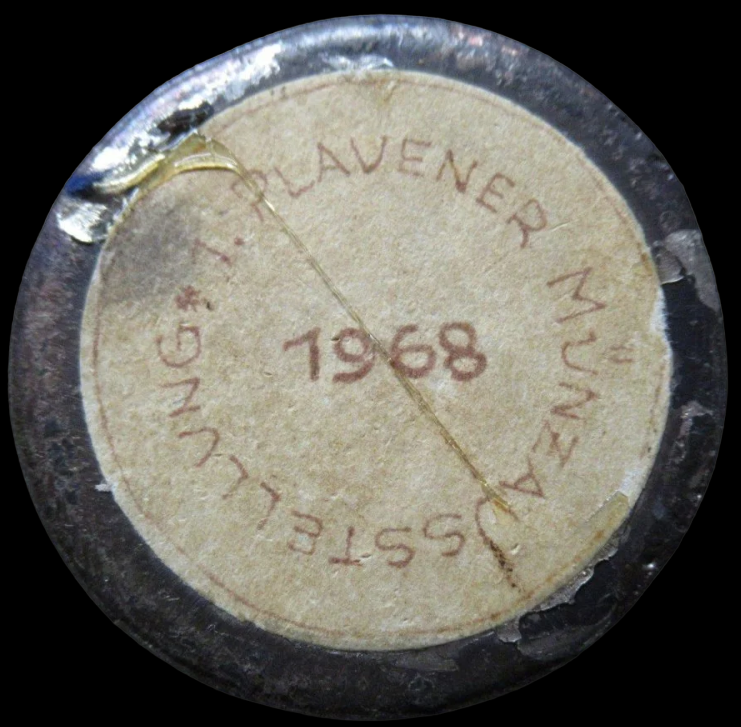 1. PLAVENER MÜNZAUSSTELLUNG *
1968